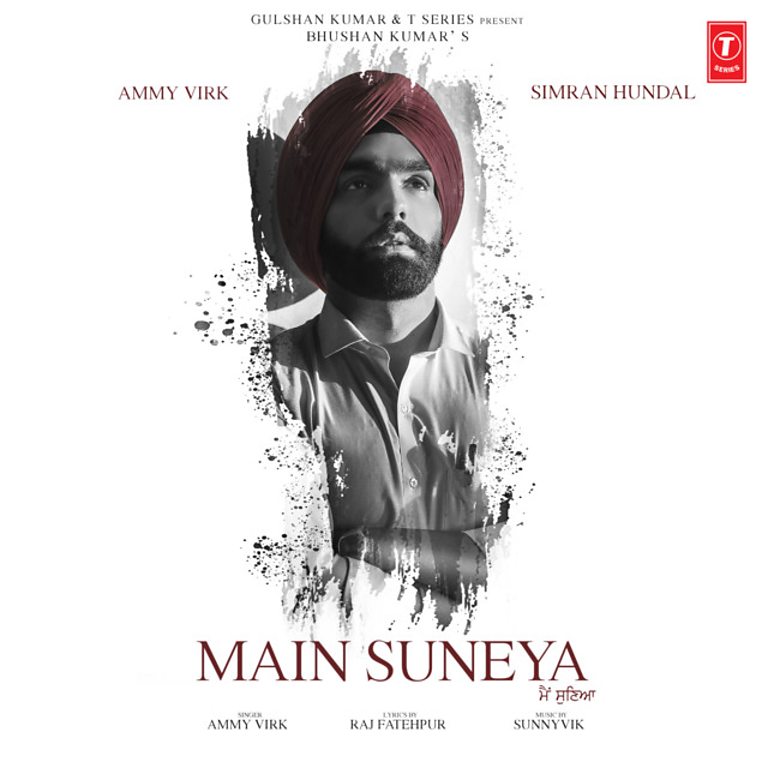 GULSHAN KUMAR & T SERIES PRESENT
BHUSHAN KUMAR' S
T
SERIES
AMMY VIRK
SIMRAN HUNDAL
MAIN SUNEYA
ਮੈਂ ਸੁਣਿਆ
SINGER
AMMY VIRK
LYRICS BY
RAJ FATEHPUR
MUSIC BY
SUNNYVIK